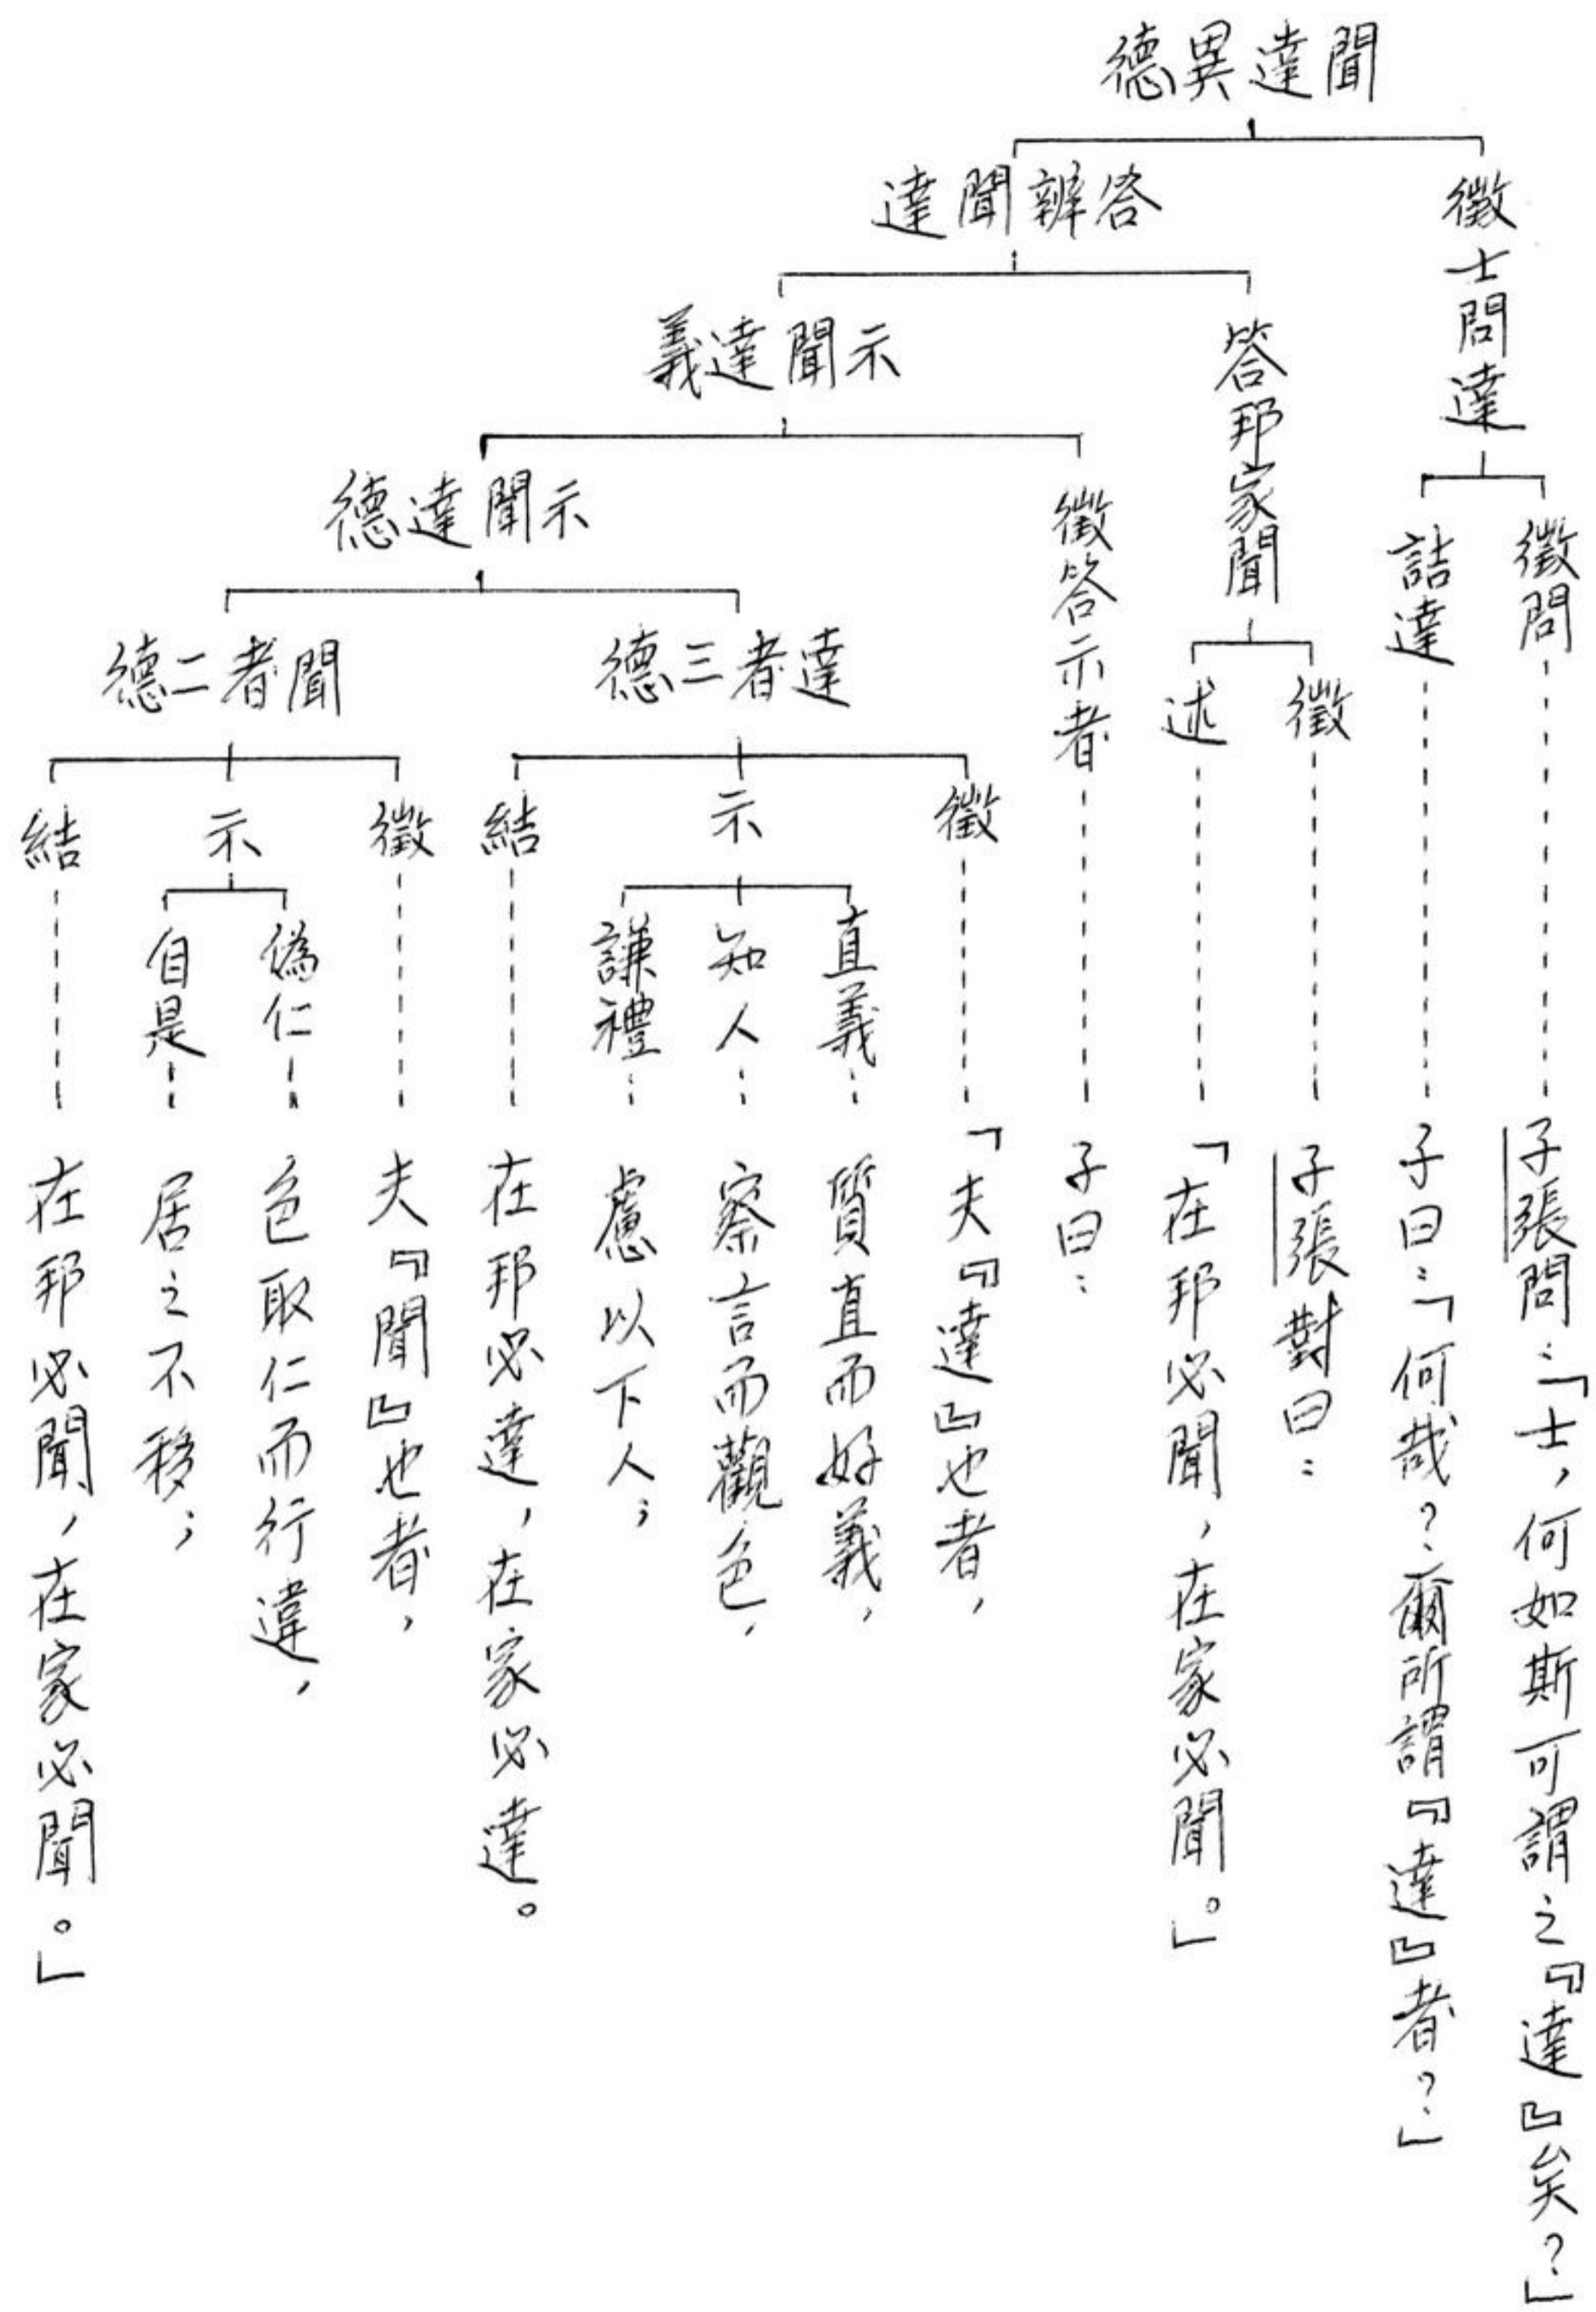 聞達異德
徵士問達
答辨聞達
徵問
詰達
答邦家聞
示聞達義
徵
述
徵答示者
示聞達德
達者三德
聞者二德
徵
示
結
直義
知人
謙禮
徵
示
結
偽仁
自是
子張問：「士，何如斯可謂之『達』矣？」
子曰：「何哉？爾所謂『達』者？」
子張對曰：
「在邦必聞，在家必聞。」
子曰：
「夫『達』也者，
質直而好義，
察言而觀色，
慮以下人；
在邦必達，在家必達。
夫『聞』也者，
色取仁而行違，
居之不移；
在邦必聞，在家必聞。」